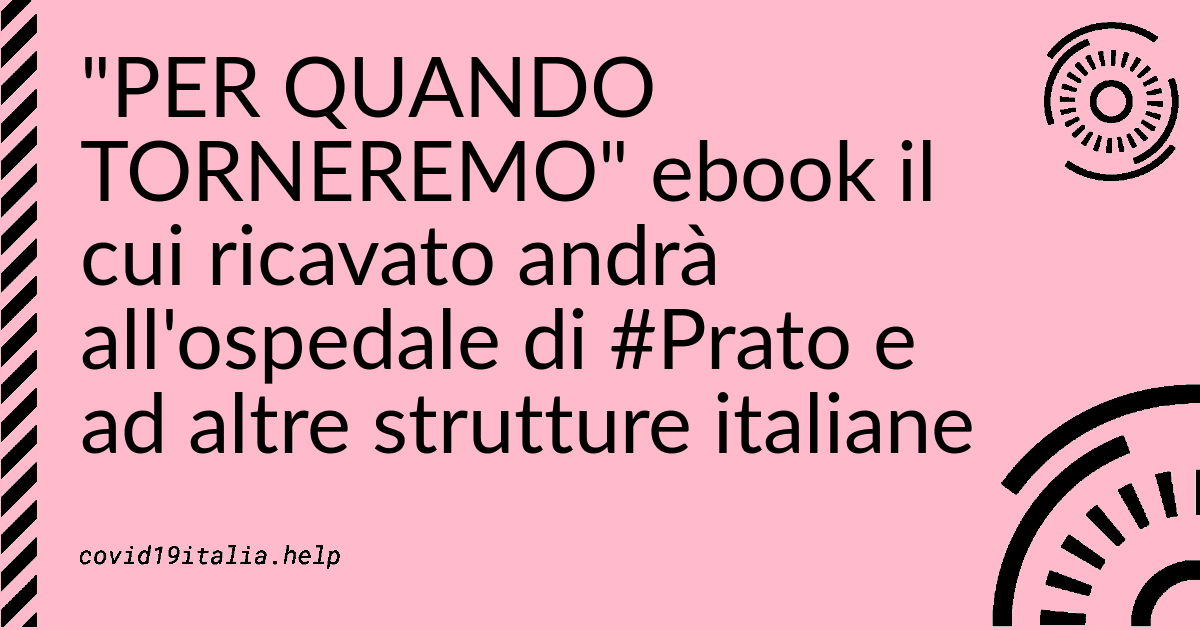 "PER QUANDO
TORNEREMO" ebook il
cui ricavato andrà
all'ospedale di #Prato e
ad altre strutture italiane
covid19italia.help